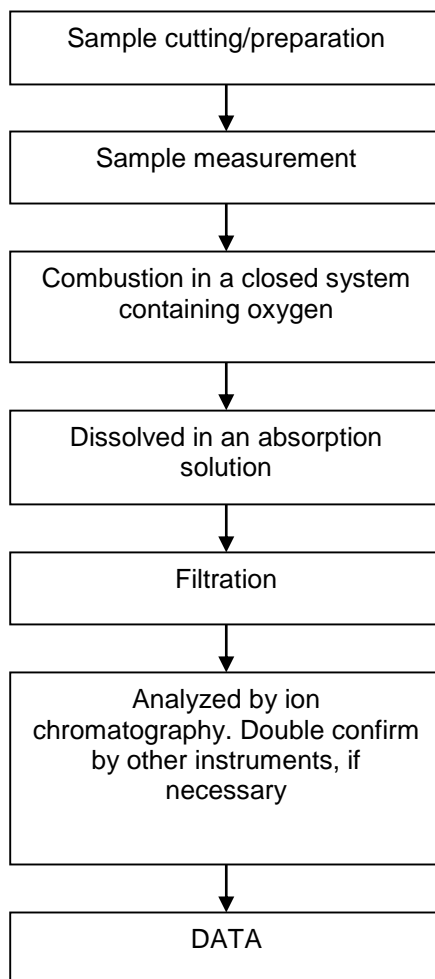 Sample cutting/preparation
Sample measurement
Combustion in a closed system
containing oxygen
Dissolved in an absorption
solution
Filtration
Analyzed by ion
chromatography. Double confirm
by other instruments, if
necessary
DATA